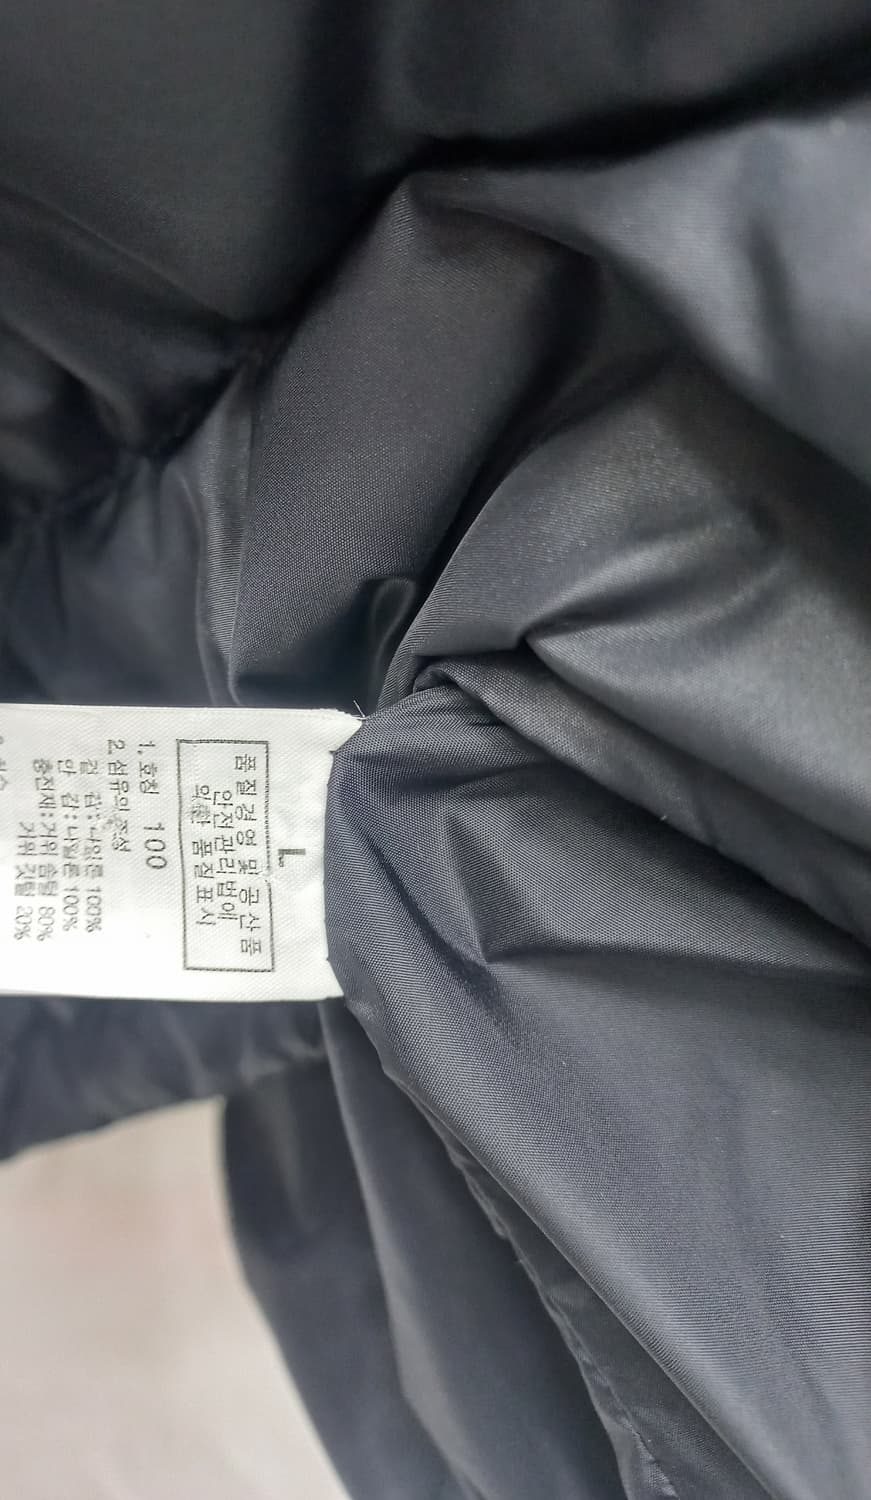 L
품질경영 및 공산품
안전관리법에
의한 품질표시
1. 호칭 100
2. 섬유의 조성
겉 감:나일론 100%
안 감:나일론 100%
충전재:거위 솜털 80%
거위 깃털 20%